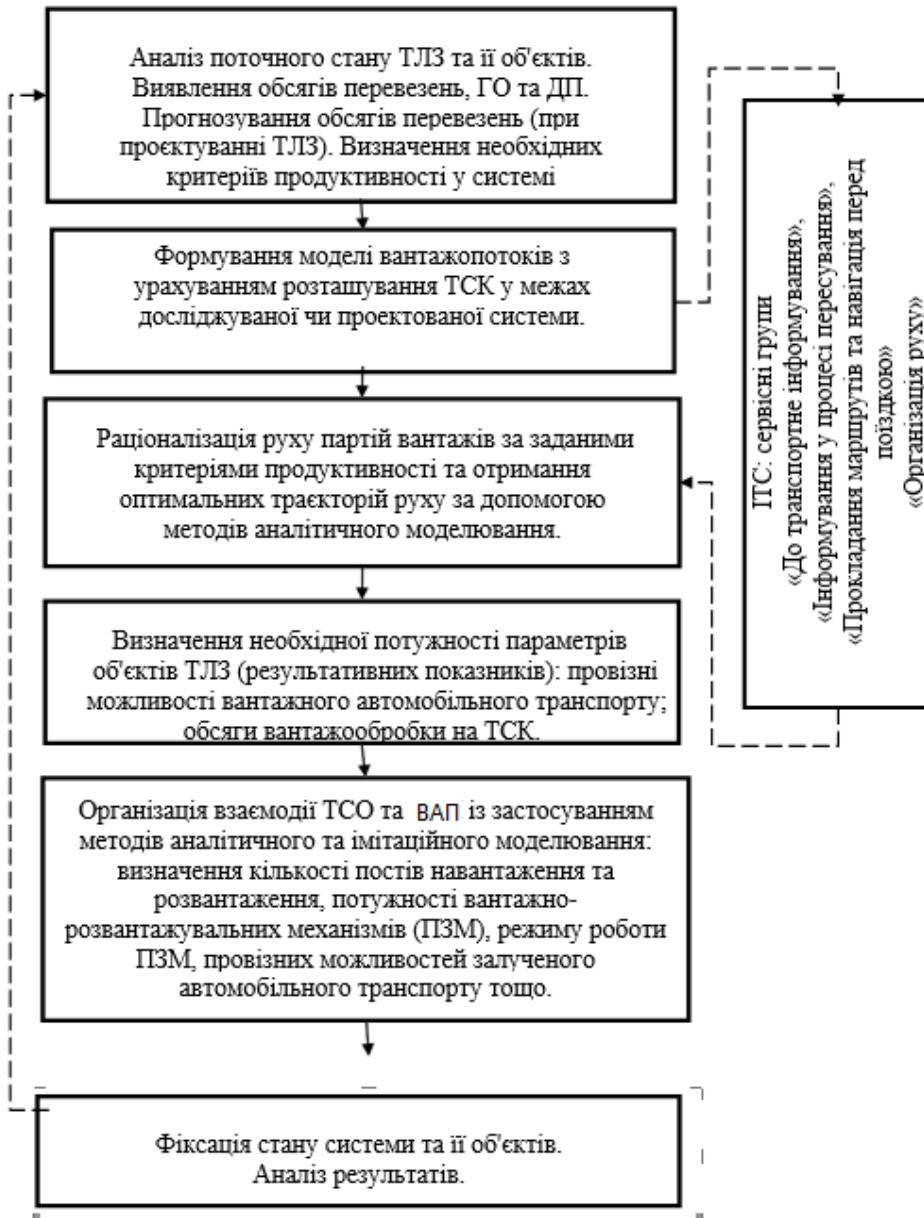 Аналіз поточного стану ТЛЗ та її об'єктів.
Виявлення обсягів перевезень, ГО та ДП.
Прогнозування обсягів перевезень (при
проєктуванні ТЛЗ). Визначення необхідних
критеріїв продуктивності у системі
Формування моделі вантажопотоків з
урахуванням розташування ТСК у межах
досліджуваної чи проектованої системи.
Раціоналізація руху партій вантажів за заданими
критеріями продуктивності та отримання
оптимальних траєкторій руху за допомогою
методів аналітичного моделювання.
Визначення необхідної потужності параметрів
об'єктів ТЛЗ (результативних показників): провізні
можливості вантажного автомобільного транспорту;
обсяги вантажообробки на ТСК.
Організація взаємодії ТСО та ВАП із застосуванням
методів аналітичного та імітаційного моделювання:
визначення кількості постів навантаження та
розвантаження, потужності вантажно-
розвантажувальних механізмів (ПЗМ), режиму роботи
ПЗМ, провізних можливостей залученого
автомобільного транспорту тощо.
Фіксація стану системи та її об'єктів.
Аналіз результатів.
ІТС: сервісні групи
«До транспортне інформування»,
«Інформування у процесі пересування»,
«Прокладання маршрутів та навігація перед
поїздкою»
«Організація руху»